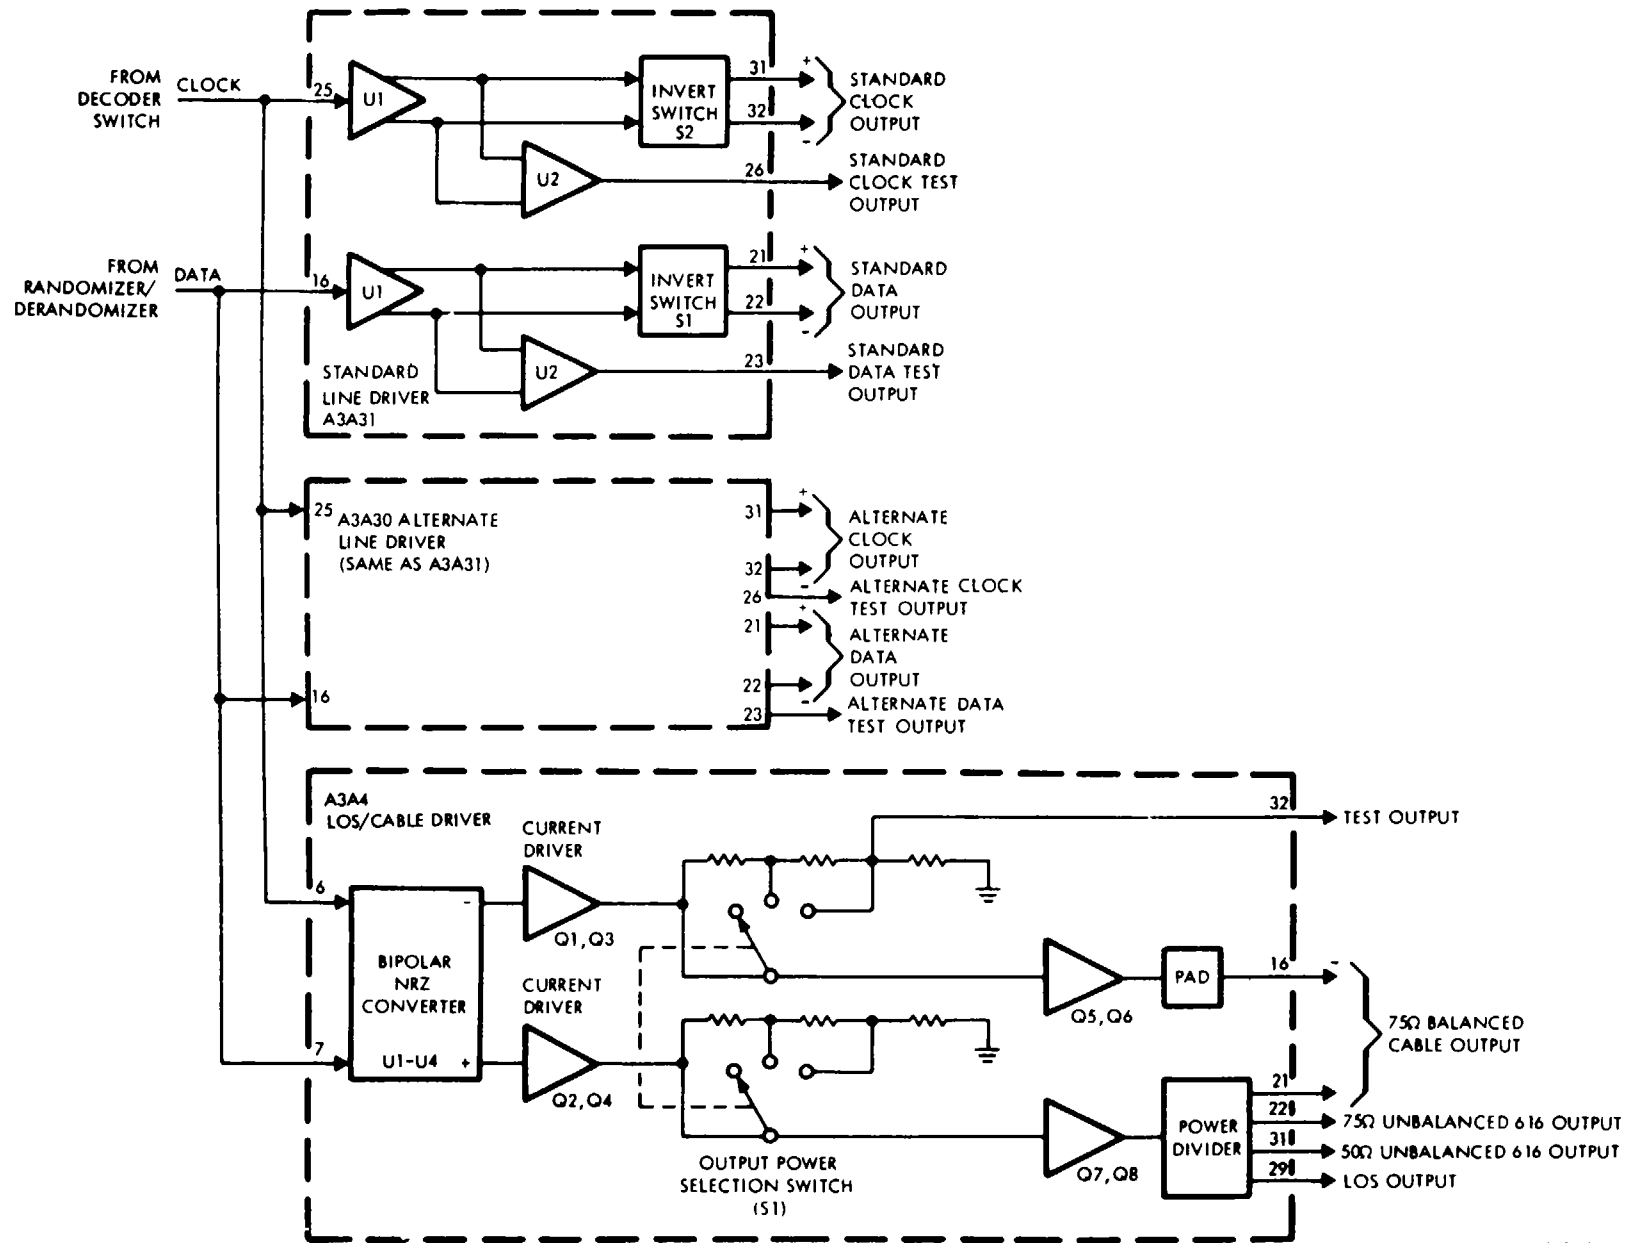 FROM
DECODER
SWITCH
CLOCK
25
U1
INVERT
SWITCH
S2
31
32
+
-
STANDARD
CLOCK
OUTPUT
U2
26
STANDARD
CLOCK TEST
OUTPUT
FROM
RANDOMIZER/
DERANDOMIZER
DATA
16
U1
INVERT
SWITCH
S1
21
22
+
-
STANDARD
DATA
OUTPUT
U2
23
STANDARD
DATA TEST
OUTPUT
STANDARD
LINE DRIVER
A3A31
25
A3A30 ALTERNATE
LINE DRIVER
(SAME AS A3A31)
16
31
+
ALTERNATE
CLOCK
OUTPUT
32
-
26
ALTERNATE CLOCK
TEST OUTPUT
21
+
ALTERNATE
DATA
OUTPUT
22
-
23
ALTERNATE DATA
TEST OUTPUT
A3A4
LOS/CABLE DRIVER
6
7
BIPOLAR
NRZ
CONVERTER
U1-U4
-
+
CURRENT
DRIVER
Q1,Q3
CURRENT
DRIVER
Q2,Q4
32
TEST OUTPUT
Q5,Q6
PAD
16
-
75Ω BALANCED
CABLE OUTPUT
OUTPUT POWER
SELECTION SWITCH
(S1)
Q7,Q8
POWER
DIVIDER
21
22
75Ω UNBALANCED 616 OUTPUT
31
50Ω UNBALANCED 616 OUTPUT
29
LOS OUTPUT